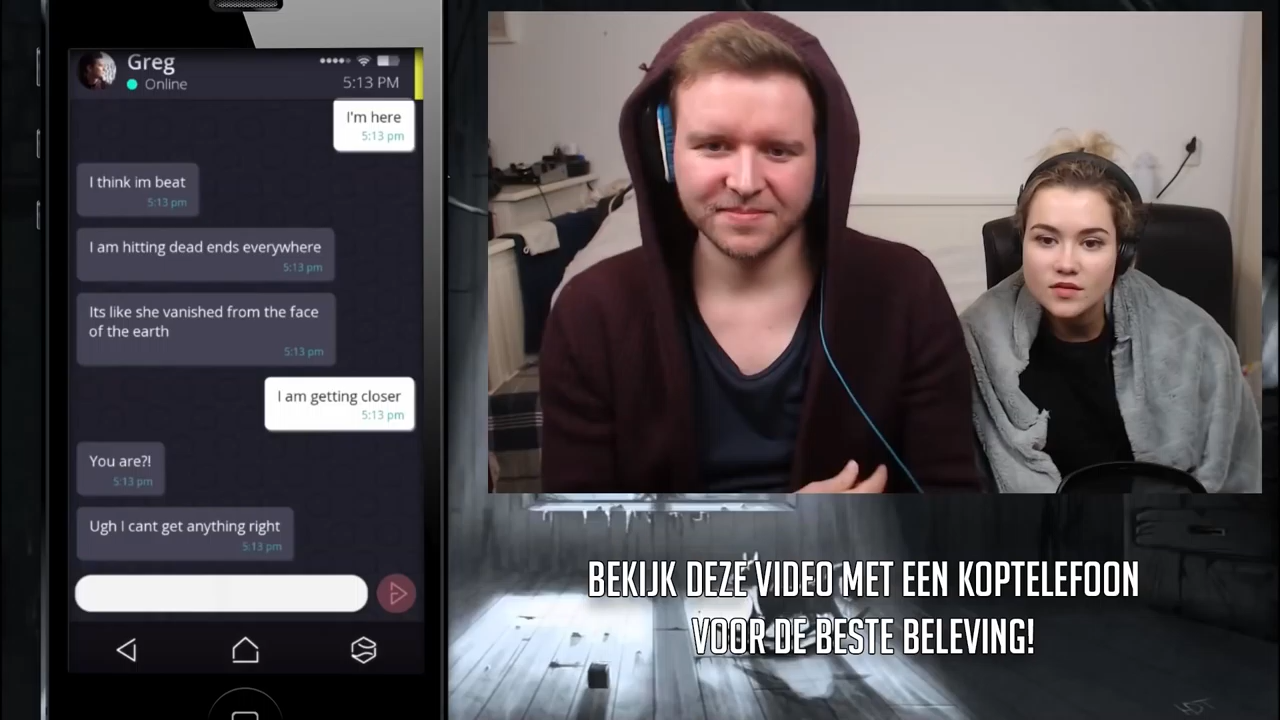 Greg
Online
5:13 PM
I'm here
5:13 pm
I think im beat
5:13 pm
I am hitting dead ends everywhere
5:13 pm
Its like she vanished from the face
of the earth
5:13 pm
I am getting closer
5:13 pm
You are?!
5:13 pm
Ugh I cant get anything right
5:13 pm
BEKIJK DEZE VIDEO MET EEN KOPTELEFOON
VOOR DE BESTE BELEVING!